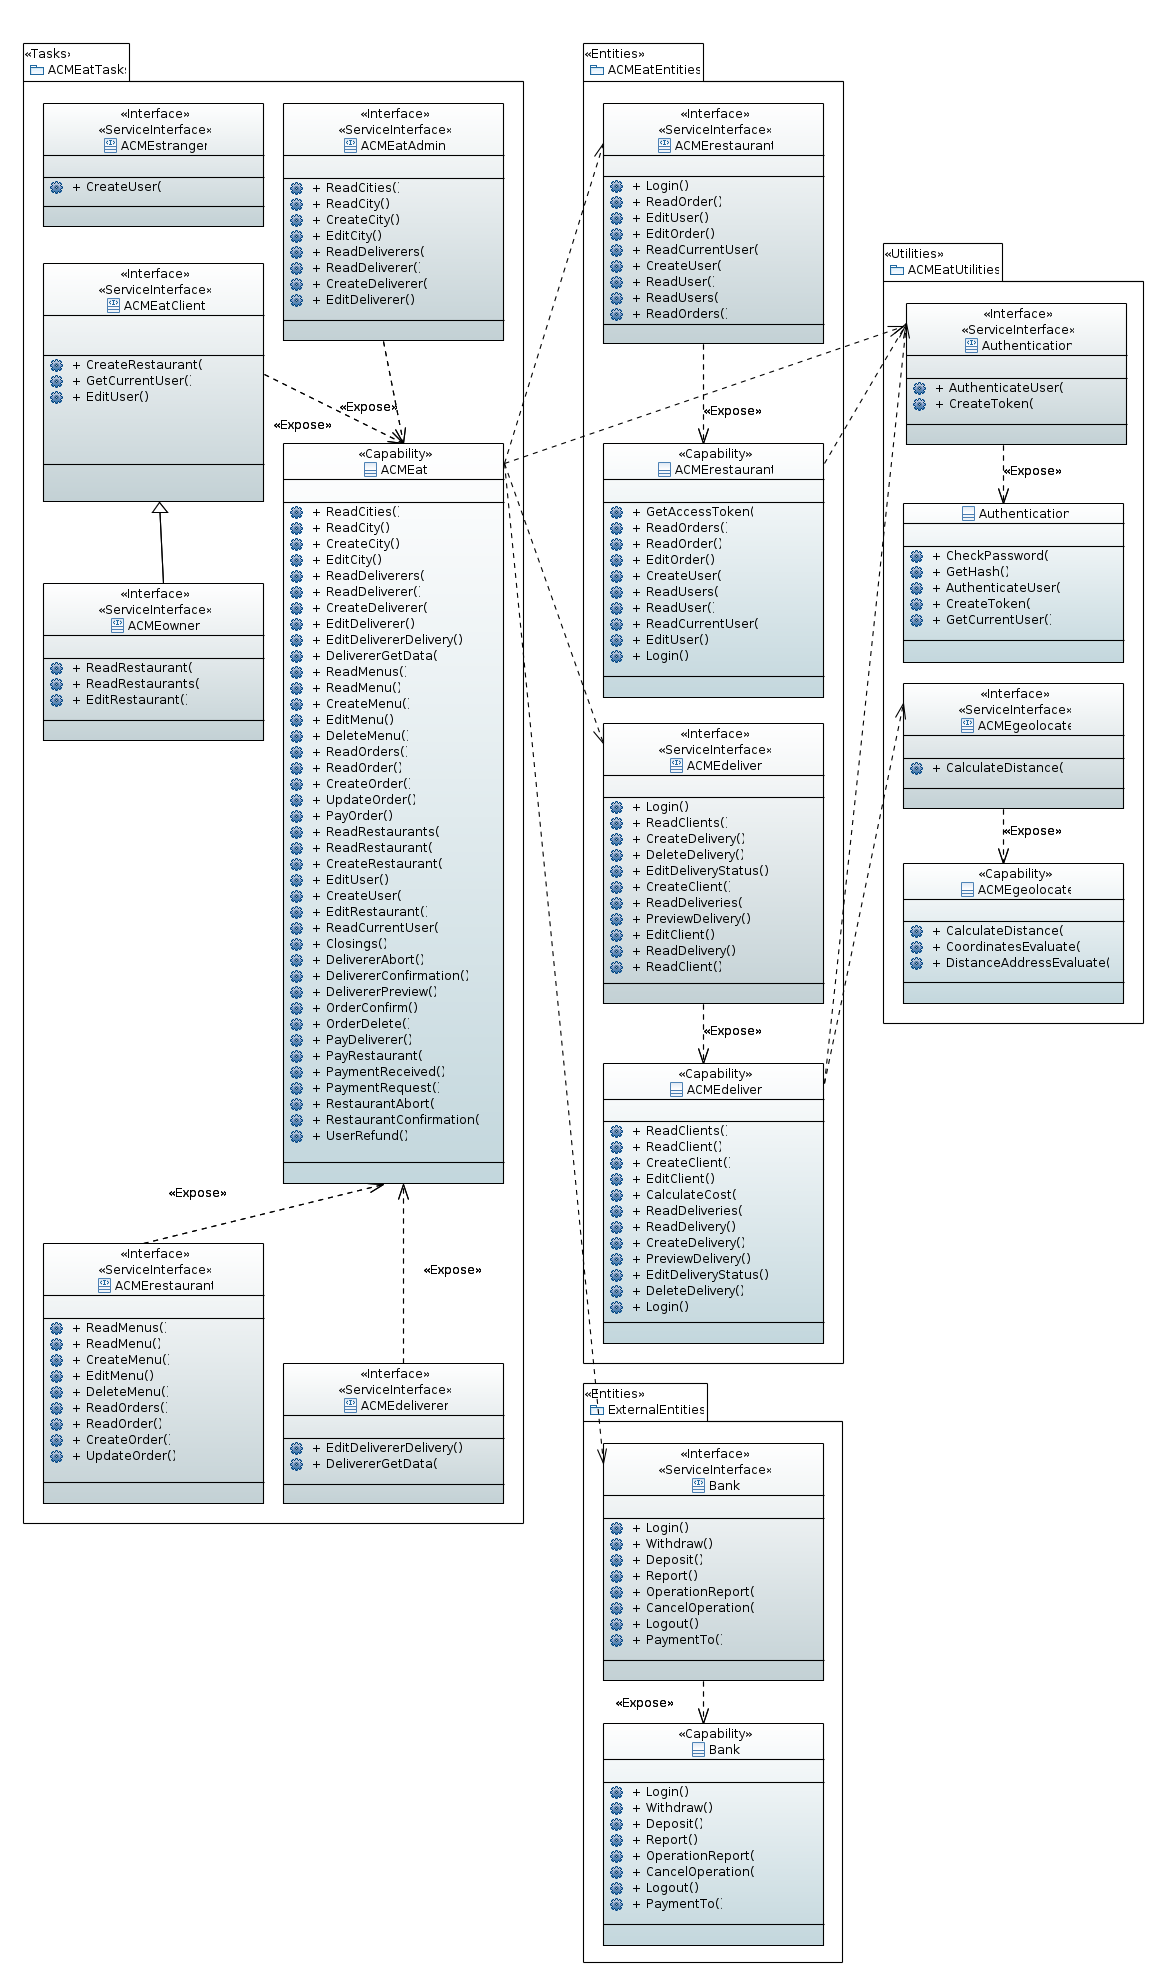 «Tasks›
ACMEatTask:
«Interface»
«ServiceInterface»
ACMEstranger
+ CreateUser(
«Interface»
«ServiceInterface»
ACMEatAdmin
+ ReadCities()
+ ReadCity()
+ CreateCity()
+ EditCity()
+ ReadDeliverers(
+ ReadDeliverer()
+ CreateDeliverer(
+ EditDeliverer()
«Interface»
«ServiceInterface»
ACMEatClient
+ CreateRestaurant(
+ GetCurrentUser()
+ EditUser()
«Expose»
«Expose»
«Interface»
«ServiceInterface»
ACMEowner
+ ReadRestaurant(
+ ReadRestaurants(
+ EditRestaurant()
«Capability»
ACMEat
+ ReadCities()
+ ReadCity()
+ CreateCity()
+ EditCity()
+ ReadDeliverers(
+ ReadDeliverer()
+ CreateDeliverer(
+ EditDeliverer()
+ EditDelivererDelivery()
+ DelivererGetData(
+ ReadMenus()
+ ReadMenu()
+ CreateMenu()
+ EditMenu()
+ DeleteMenu()
+ ReadOrders()
+ ReadOrder()
+ CreateOrder()
+ UpdateOrder()
+ PayOrder()
+ ReadRestaurants(
+ ReadRestaurant(
+ CreateRestaurant(
+ EditUser()
+ CreateUser(
+ EditRestaurant()
+ ReadCurrentUser(
+ Closings()
+ DelivererAbort()
+ DelivererConfirmation()
+ DelivererPreview()
+ OrderConfirm()
+ OrderDelete()
+ PayDeliverer()
+ PayRestaurant(
+ PaymentReceived()
+ PaymentRequest()
+ RestaurantAbort(
+ RestaurantConfirmation(
+ UserRefund()
«Expose»
«Expose»
«Interface»
«ServiceInterface»
ACMErestaurant
+ ReadMenus()
+ ReadMenu()
+ CreateMenu()
+ EditMenu()
+ DeleteMenu()
+ ReadOrders()
+ ReadOrder()
+ CreateOrder()
+ UpdateOrder()
«Interface»
«ServiceInterface»
ACMEdeliverer
+ EditDelivererDelivery()
+ DelivererGetData(
«Entities»
ACMEatEntities
«Interface»
«ServiceInterface»
ACMErestaurant
+ Login()
+ ReadOrder()
+ EditUser()
+ EditOrder()
+ ReadCurrentUser(
+ CreateUser(
+ ReadUser()
+ ReadUsers(
+ ReadOrders()
«Expose»
«Capability»
ACMErestaurant
+ GetAccessToken(
+ ReadOrders()
+ ReadOrder()
+ EditOrder()
+ CreateUser(
+ ReadUsers(
+ ReadUser()
+ ReadCurrentUser(
+ EditUser()
+ Login()
«Interface»
«ServiceInterface»
ACMEdeliver
+ Login()
+ ReadClients()
+ CreateDelivery()
+ DeleteDelivery()
+ EditDeliveryStatus()
+ CreateClient()
+ ReadDeliveries(
+ PreviewDelivery()
+ EditClient()
+ ReadDelivery()
+ ReadClient()
«Expose»
«Capability»
ACMEdeliver
+ ReadClients()
+ ReadClient()
+ CreateClient()
+ EditClient()
+ CalculateCost(
+ ReadDeliveries(
+ ReadDelivery()
+ CreateDelivery()
+ PreviewDelivery()
+ EditDeliveryStatus()
+ DeleteDelivery()
+ Login()
«Entities»
ExternalEntities
«Interface»
«ServiceInterface»
Bank
+ Login()
+ Withdraw()
+ Deposit()
+ Report()
+ OperationReport(
+ CancelOperation(
+ Logout()
+ PaymentTo()
«Expose»
«Capability»
Bank
+ Login()
+ Withdraw()
+ Deposit()
+ Report()
+ OperationReport(
+ CancelOperation(
+ Logout()
+ PaymentTo()
«Utilities»
ACMEatUtilities
«Interface»
«ServiceInterface»
Authentication
+ AuthenticateUser(
+ CreateToken(
«Expose»
Authentication
+ CheckPassword(
+ GetHash()
+ AuthenticateUser(
+ CreateToken(
+ GetCurrentUser()
«Interface»
«ServiceInterface»
ACMEgeolocate
+ CalculateDistance(
«Expose»
«Capability»
ACMEgeolocate
+ CalculateDistance(
+ CoordinatesEvaluate(
+ DistanceAddressEvaluate(